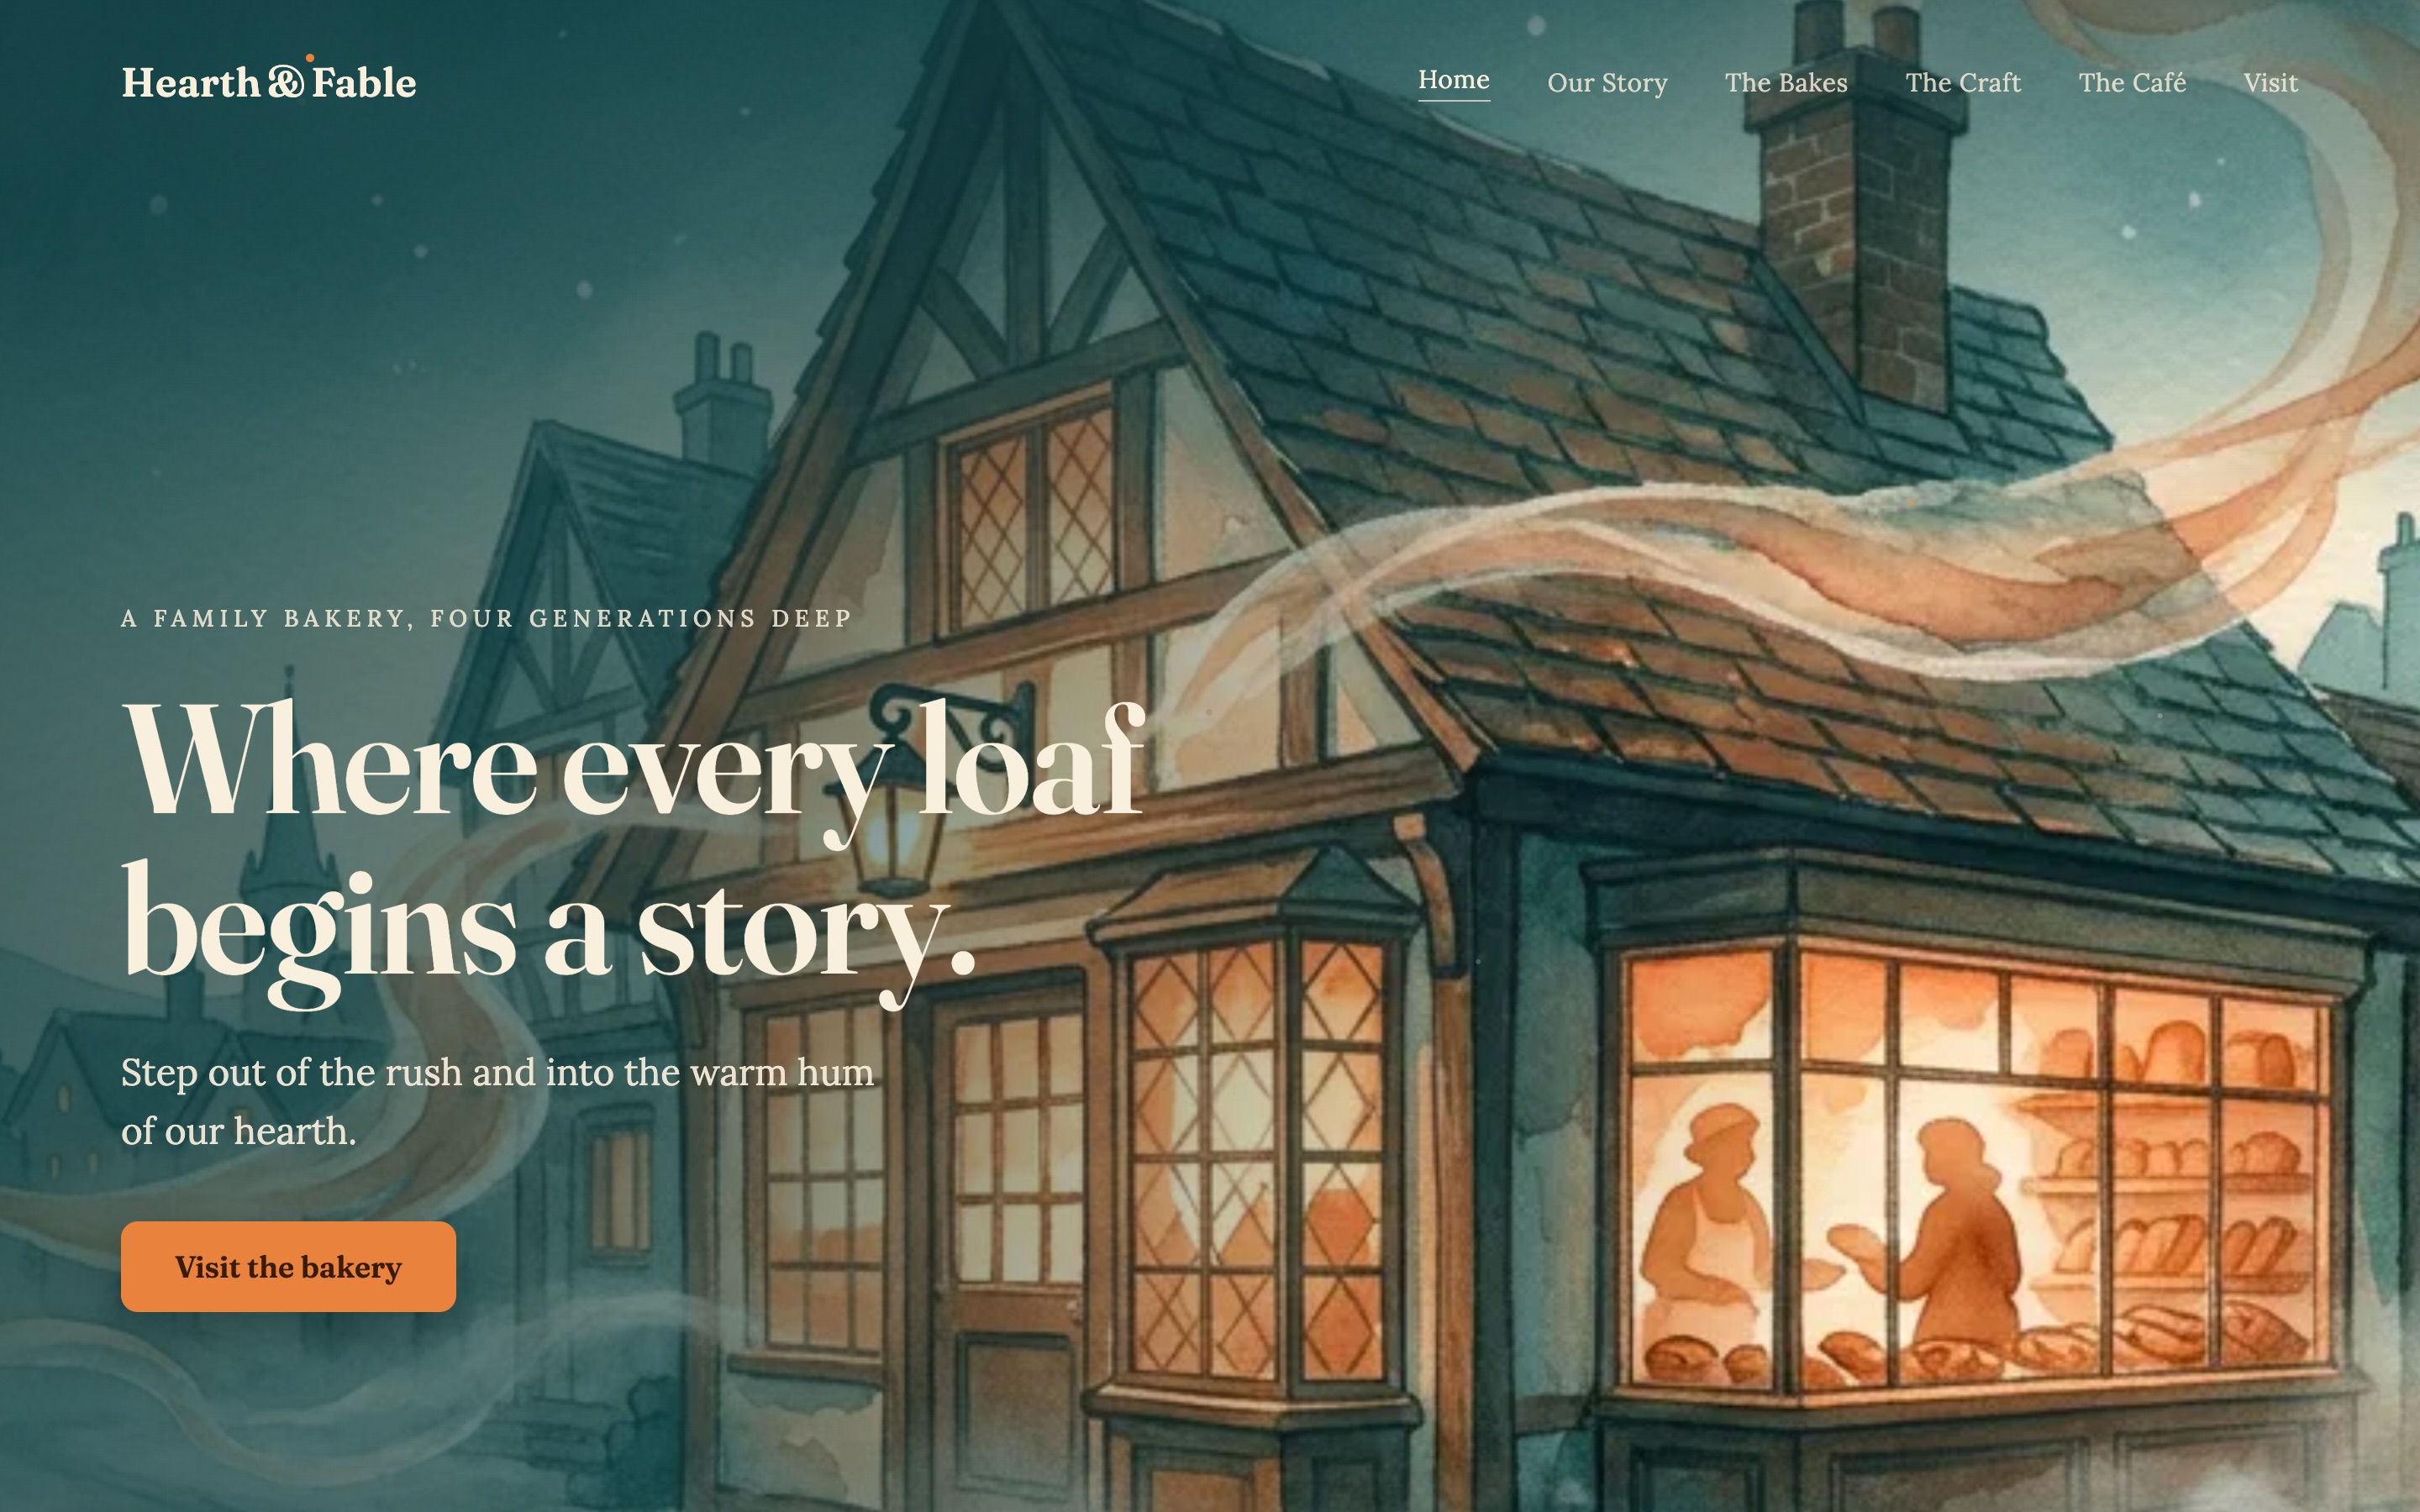 Hearth & Fable
Home
Our Story
The Bakes
The Craft
The Café
Visit
A FAMILY BAKERY, FOUR GENERATIONS DEEP
Where every loaf
begins a story.
Step out of the rush and into the warm hum
of our hearth.
Visit the bakery